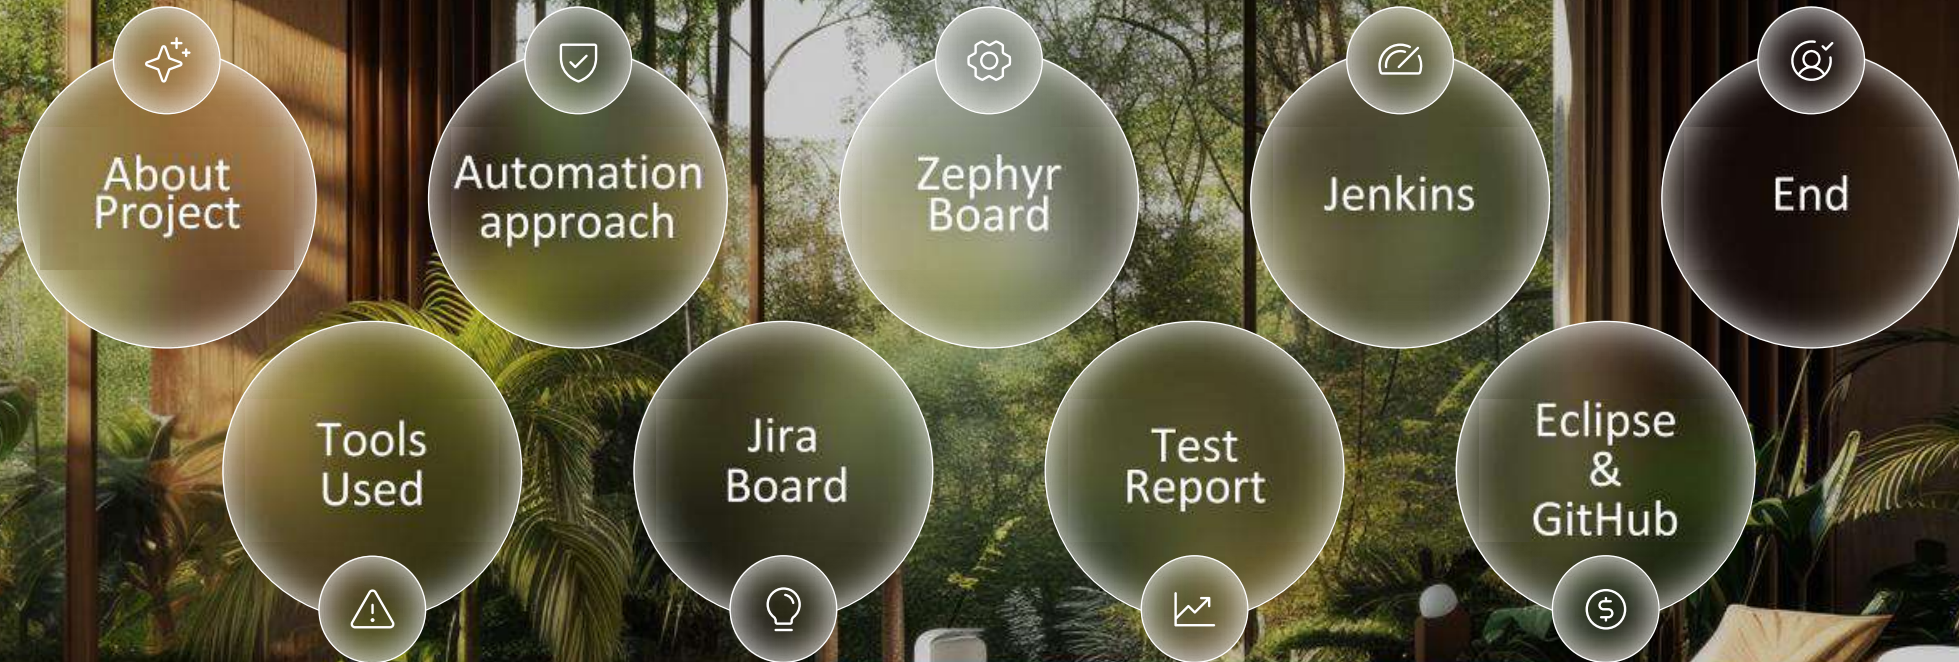 About
Project
Automation
approach
Zephyr
Board
Jenkins
End
Tools
Used
Jira
Board
Test
Report
Eclipse
&
GitHub